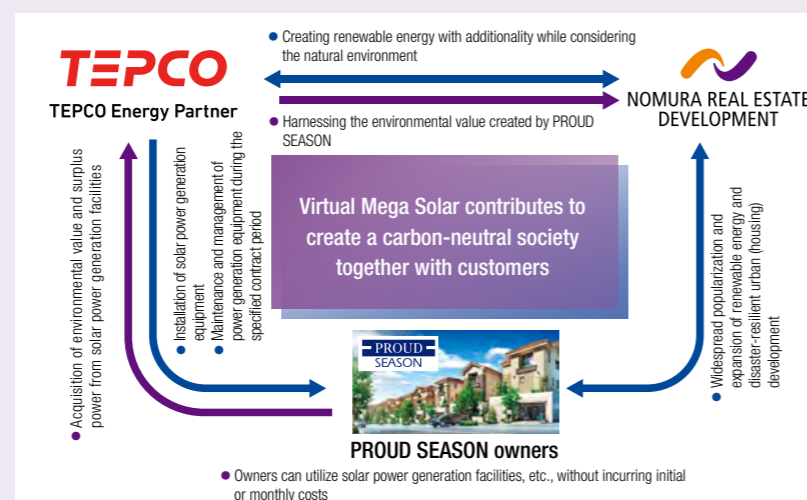 ● Creating renewable energy with additionality while considering
the natural environment
TEPCO
TEPCO Energy Partner
NOMURA REAL ESTATE
DEVELOPMENT
● Harnessing the environmental value created by PROUD
SEASON
● Acquisition of environmental value and surplus
power from solar power generation facilities
● Installation of solar power generation
equipment
● Maintenance and management of
power generation equipment during the
specified contract period
Virtual Mega Solar contributes to
create a carbon-neutral society
together with customers
● Widespread popularization and
expansion of renewable energy and
disaster-resilient urban (housing)
development
PROUD
SEASON
PROUD SEASON owners
● Owners can utilize solar power generation facilities, etc., without incurring initial
or monthly costs